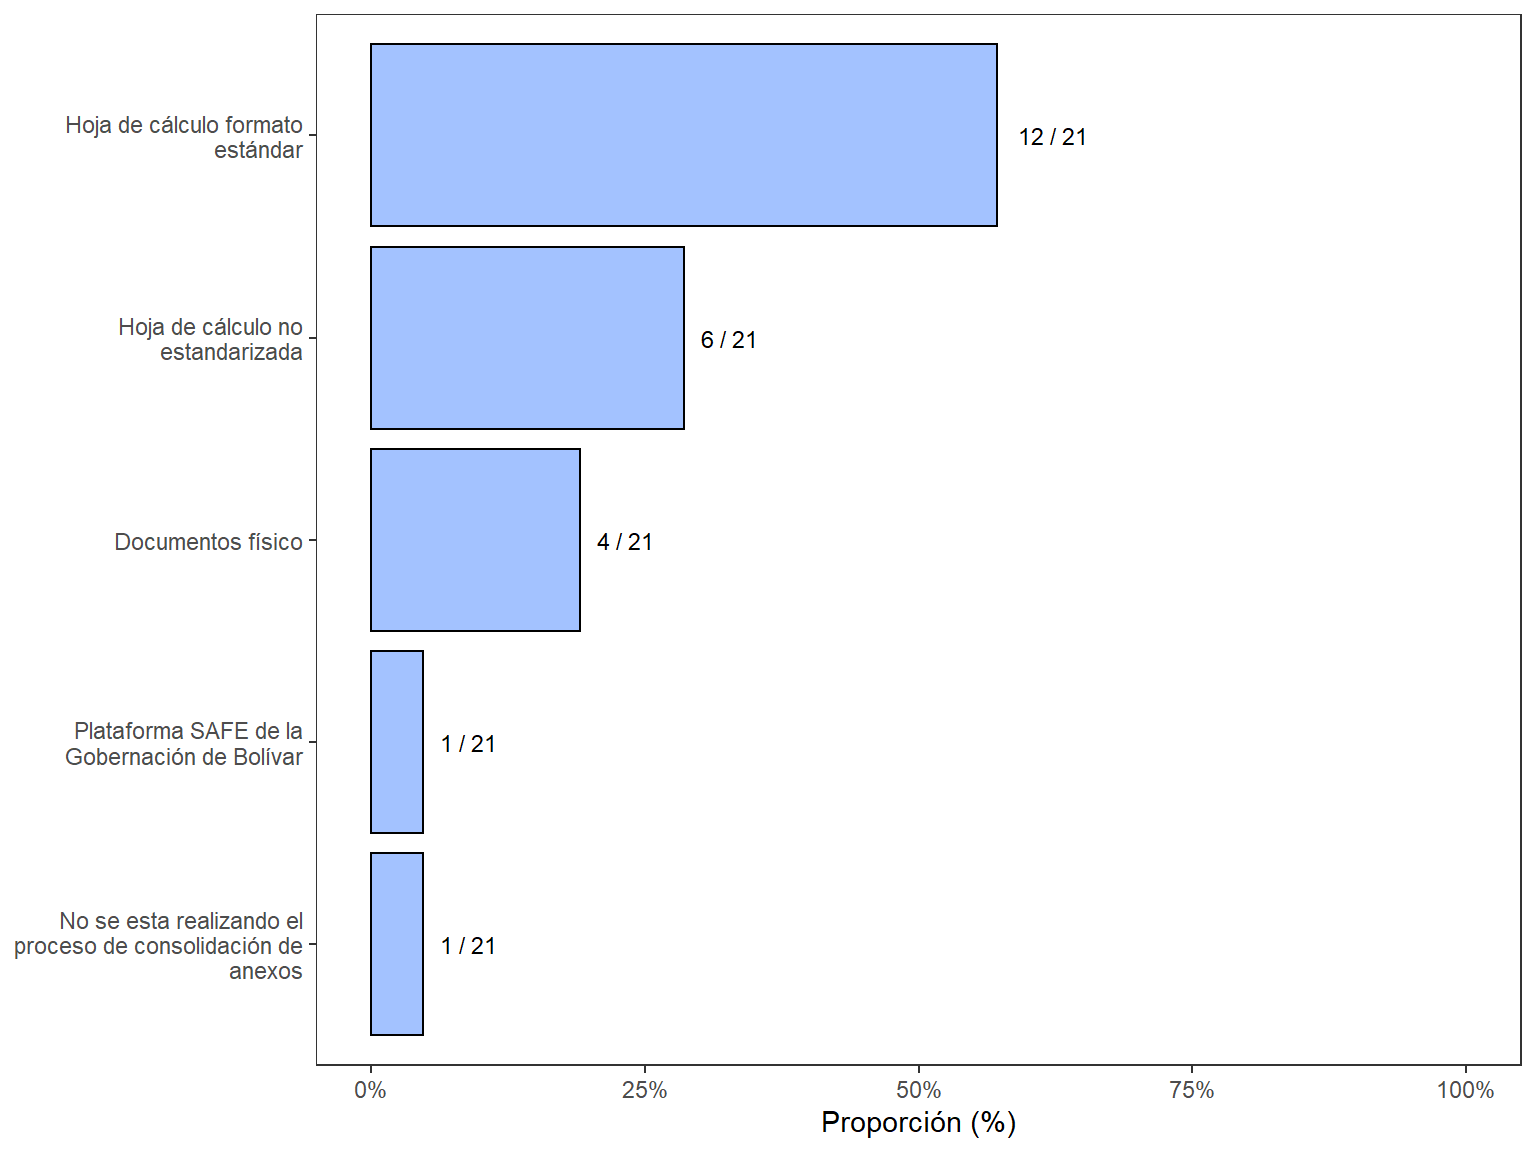 Hoja de cálculo formato
estándar
12 / 21
Hoja de cálculo no
estandarizada
6 / 21
Documentos físico
4 / 21
Plataforma SAFE de la
Gobernación de Bolívar
1 / 21
No se esta realizando el
proceso de consolidación de
anexos
1 / 21
0%
25%
50%
75%
100%
Proporción (%)